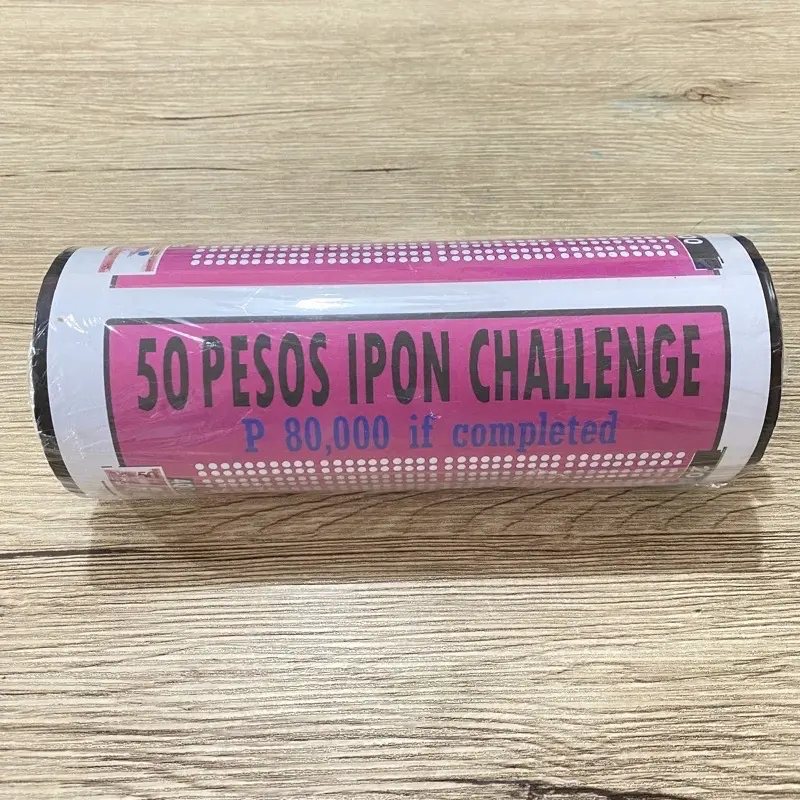 50 PESOS IPON CHALLENGE
P 80,000 if completed